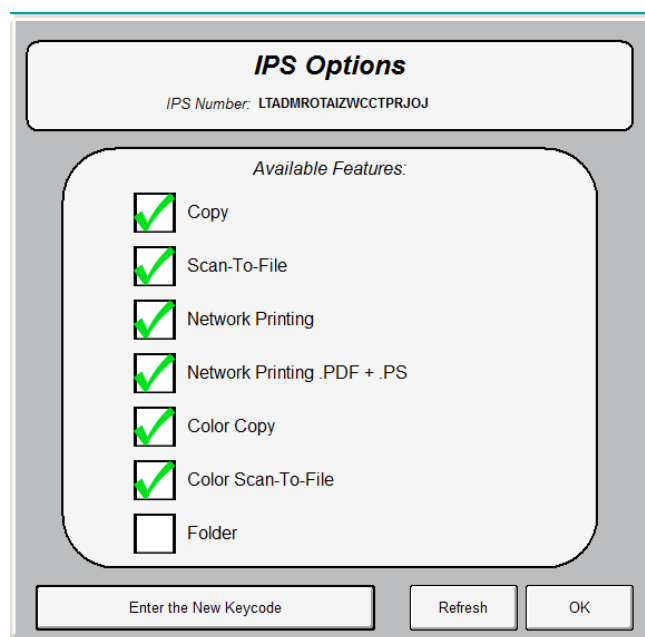 IPS Options
IPS Number: LTADMROTAIZWCCTPRJOJ
Available Features:
Copy
Scan-To-File
Network Printing
Network Printing .PDF + .PS
Color Copy
Color Scan-To-File
Folder
Enter the New Keycode Refresh OK